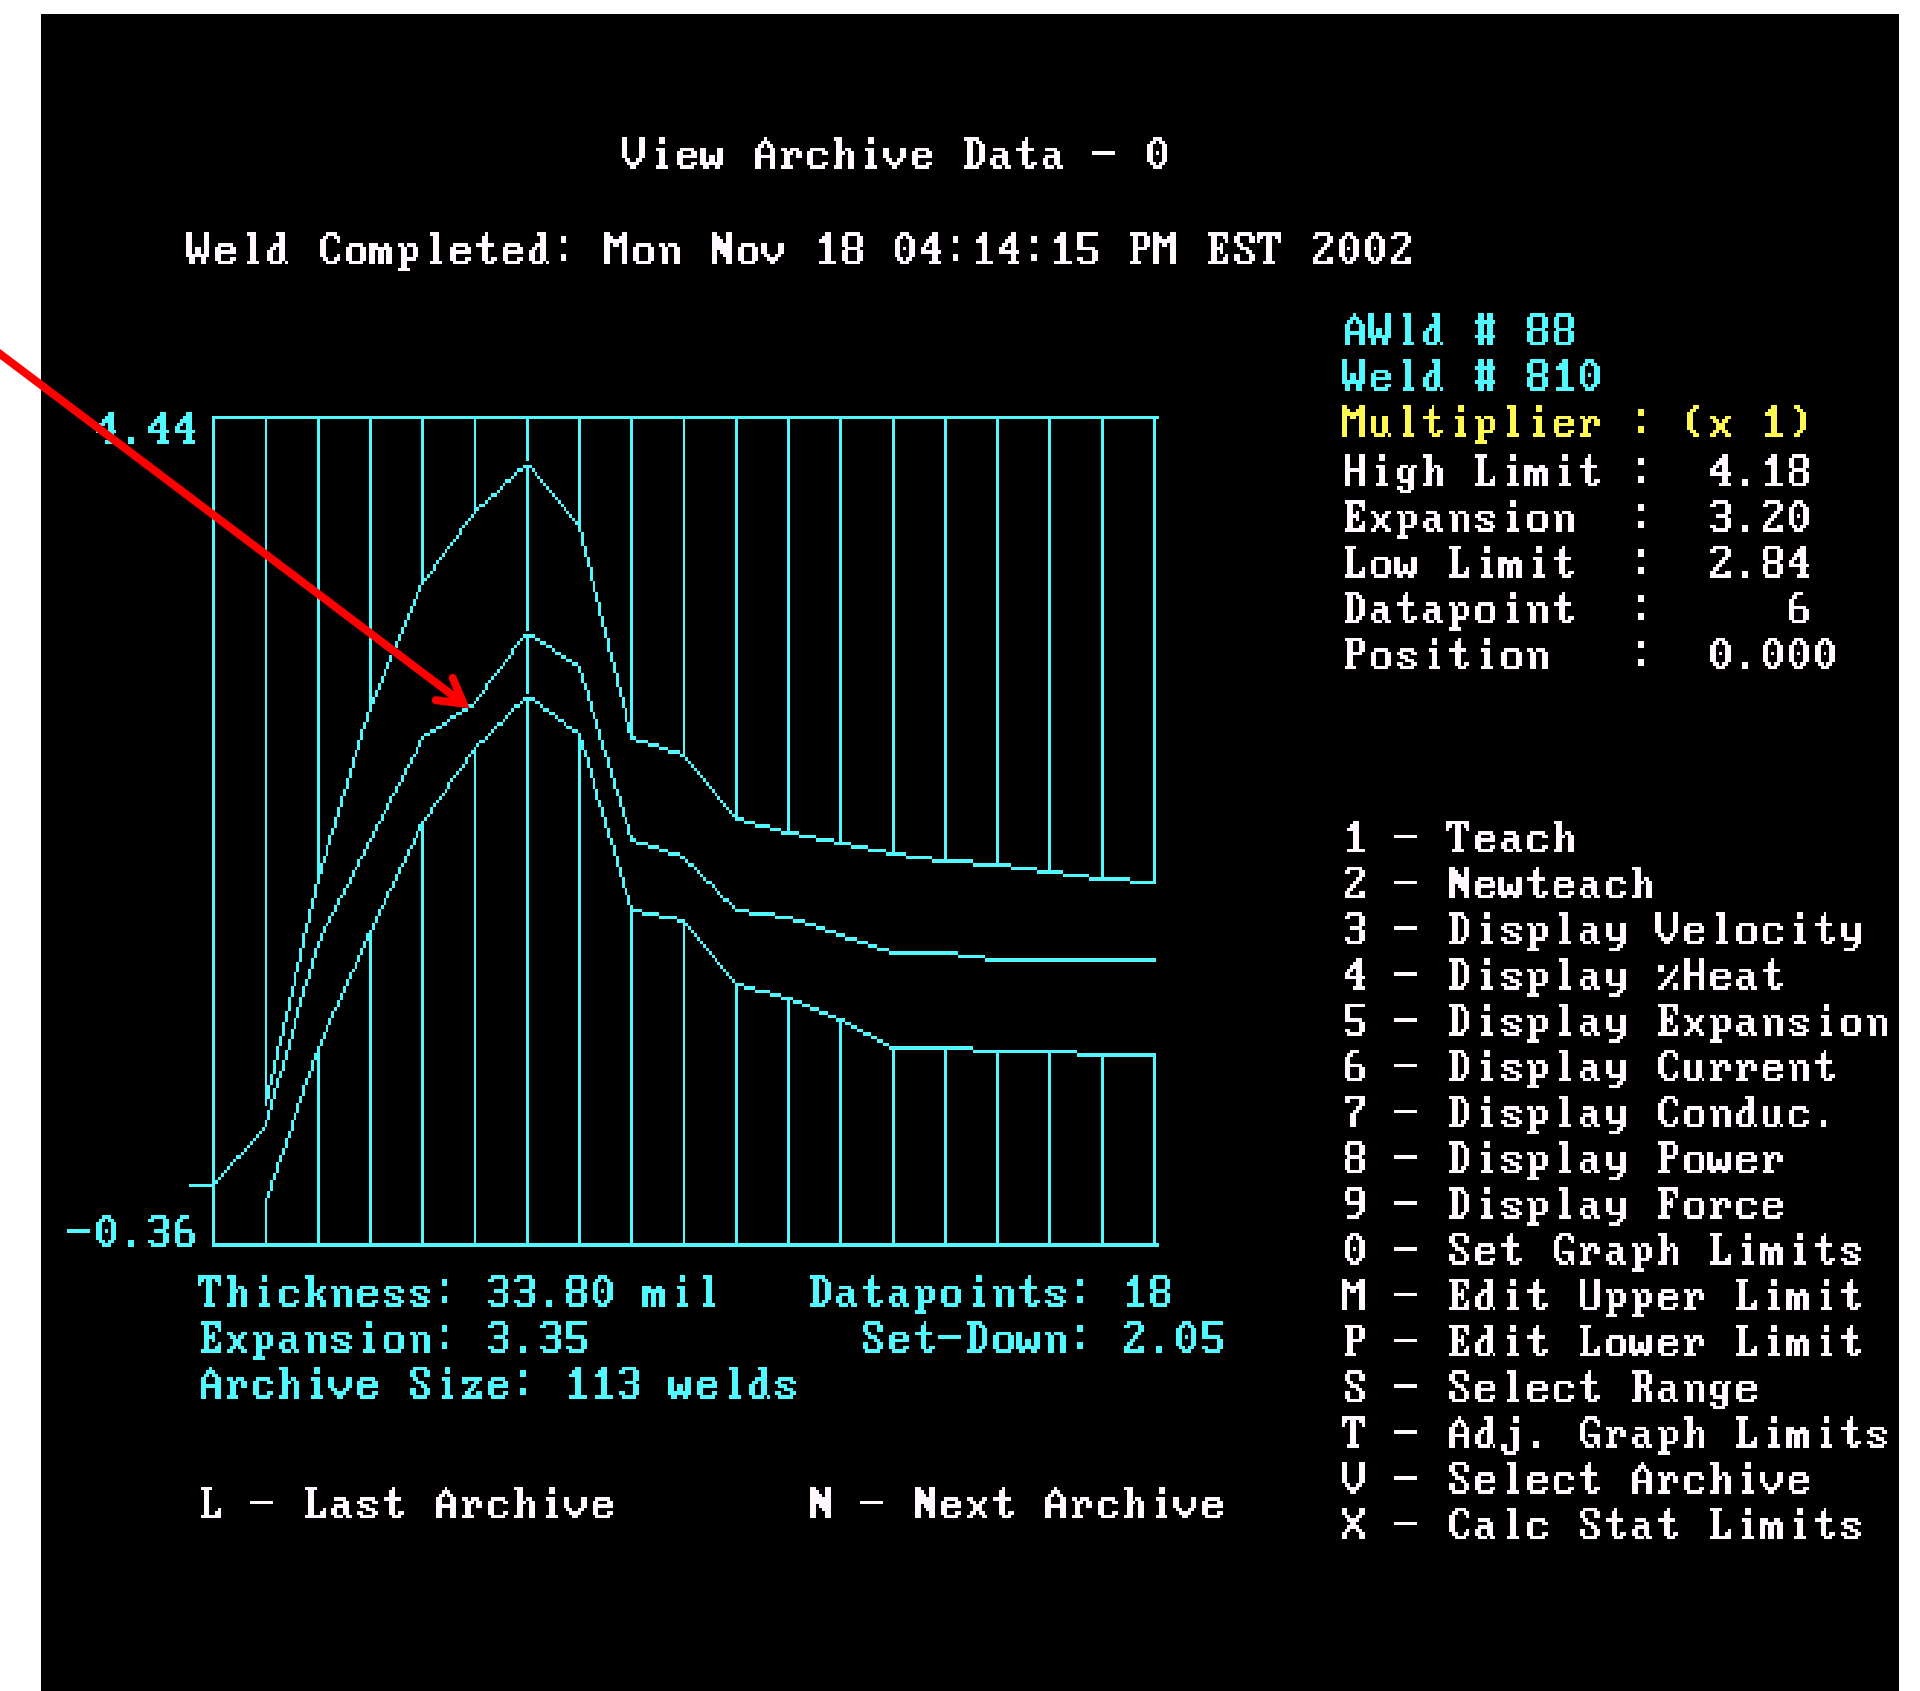 View Archive Data - 0
Weld Completed: Mon Nov 18 04:14:15 PM EST 2002
AWld # 88
Weld # 810
Multiplier : (x 1)
High Limit : 4.18
Expansion : 3.20
Low Limit : 2.84
Datapoint : 6
Position : 0.000
4.44
-0.36
Thickness: 33.80 mil Datapoints: 18
Expansion: 3.35 Set-Down: 2.05
Archive Size: 113 welds
L - Last Archive N - Next Archive
1 - Teach
2 - Newteach
3 - Display Velocity
4 - Display %Heat
5 - Display Expansion
6 - Display Current
7 - Display Conduc.
8 - Display Power
9 - Display Force
0 - Set Graph Limits
M - Edit Upper Limit
P - Edit Lower Limit
S - Select Range
T - Adj. Graph Limits
V - Select Archive
X - Calc Stat Limits